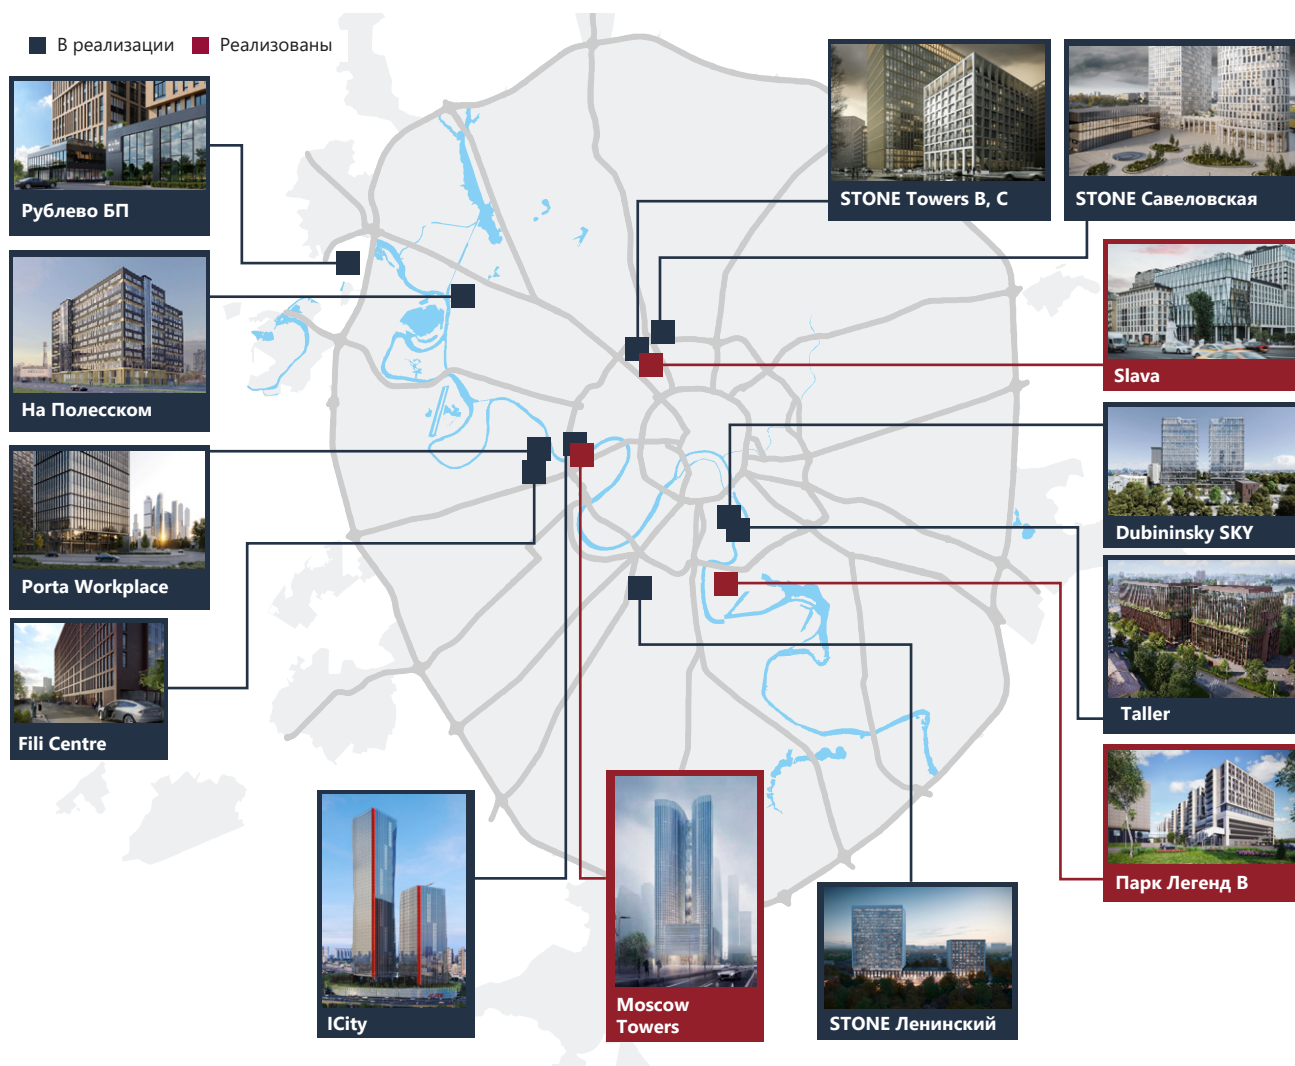 В реализации
Реализованы
Рублево БП
STONE Towers B, C
STONE Савеловская
На Полесском
Slava
Porta Workplace
Dubininsky SKY
Fili Centre
Taller
Парк Легенд B
ICity
Moscow
Towers
STONE Ленинский